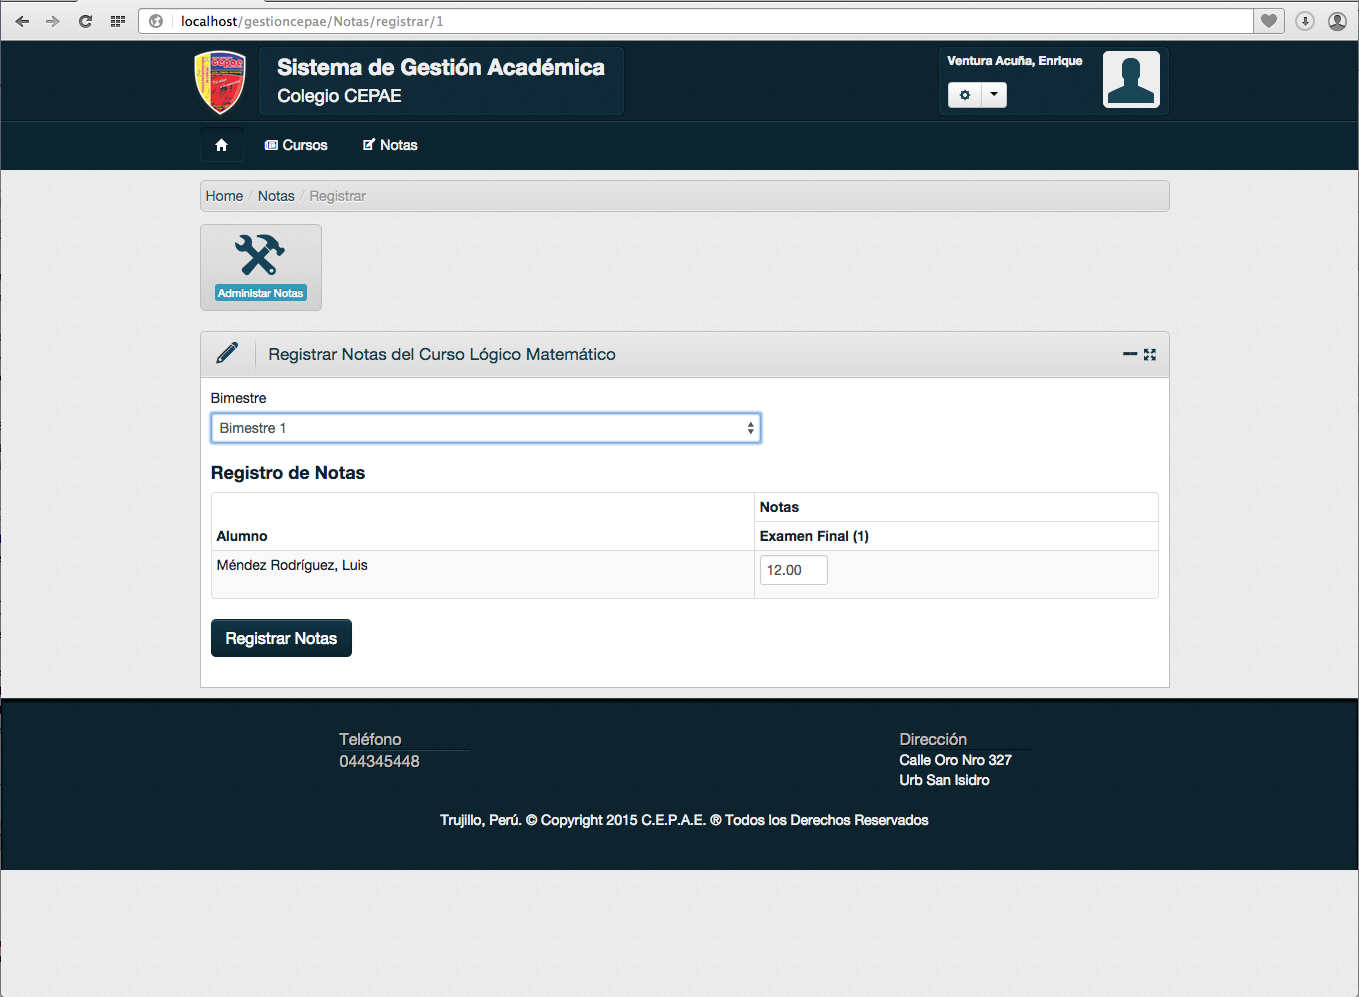 localhost/gestioncepae/Notas/registrar/1
cepae
Sistema de Gestión Académica
Colegio CEPAE
Ventura Acuña, Enrique
Cursos
Notas
Home / Notas / Registrar
Administar Notas
Registrar Notas del Curso Lógico Matemático
Bimestre
Bimestre 1
Registro de Notas
Notas
Alumno
Examen Final (1)
Méndez Rodríguez, Luis
12.00
Registrar Notas
Teléfono
044345448
Dirección
Calle Oro Nro 327
Urb San Isidro
Trujillo, Perú. © Copyright 2015 C.E.P.A.E. ® Todos los Derechos Reservados